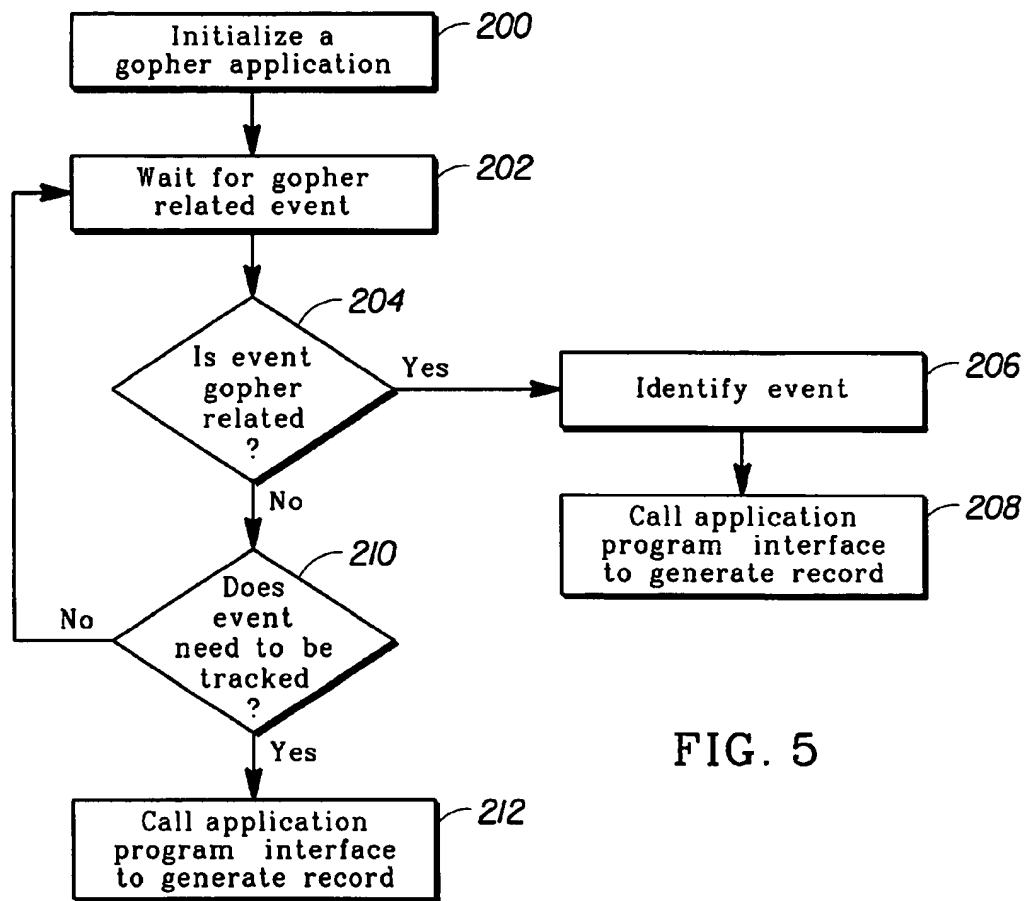 Initialize a
gopher application
200
Wait for gopher
related event
202
204
Is event
gopher
related
?
Yes
Identify event
206
No
Call application
program interface
to generate record
208
210
Does
event
need to be
tracked
?
No
Yes
FIG. 5
Call application
program interface
to generate record
212